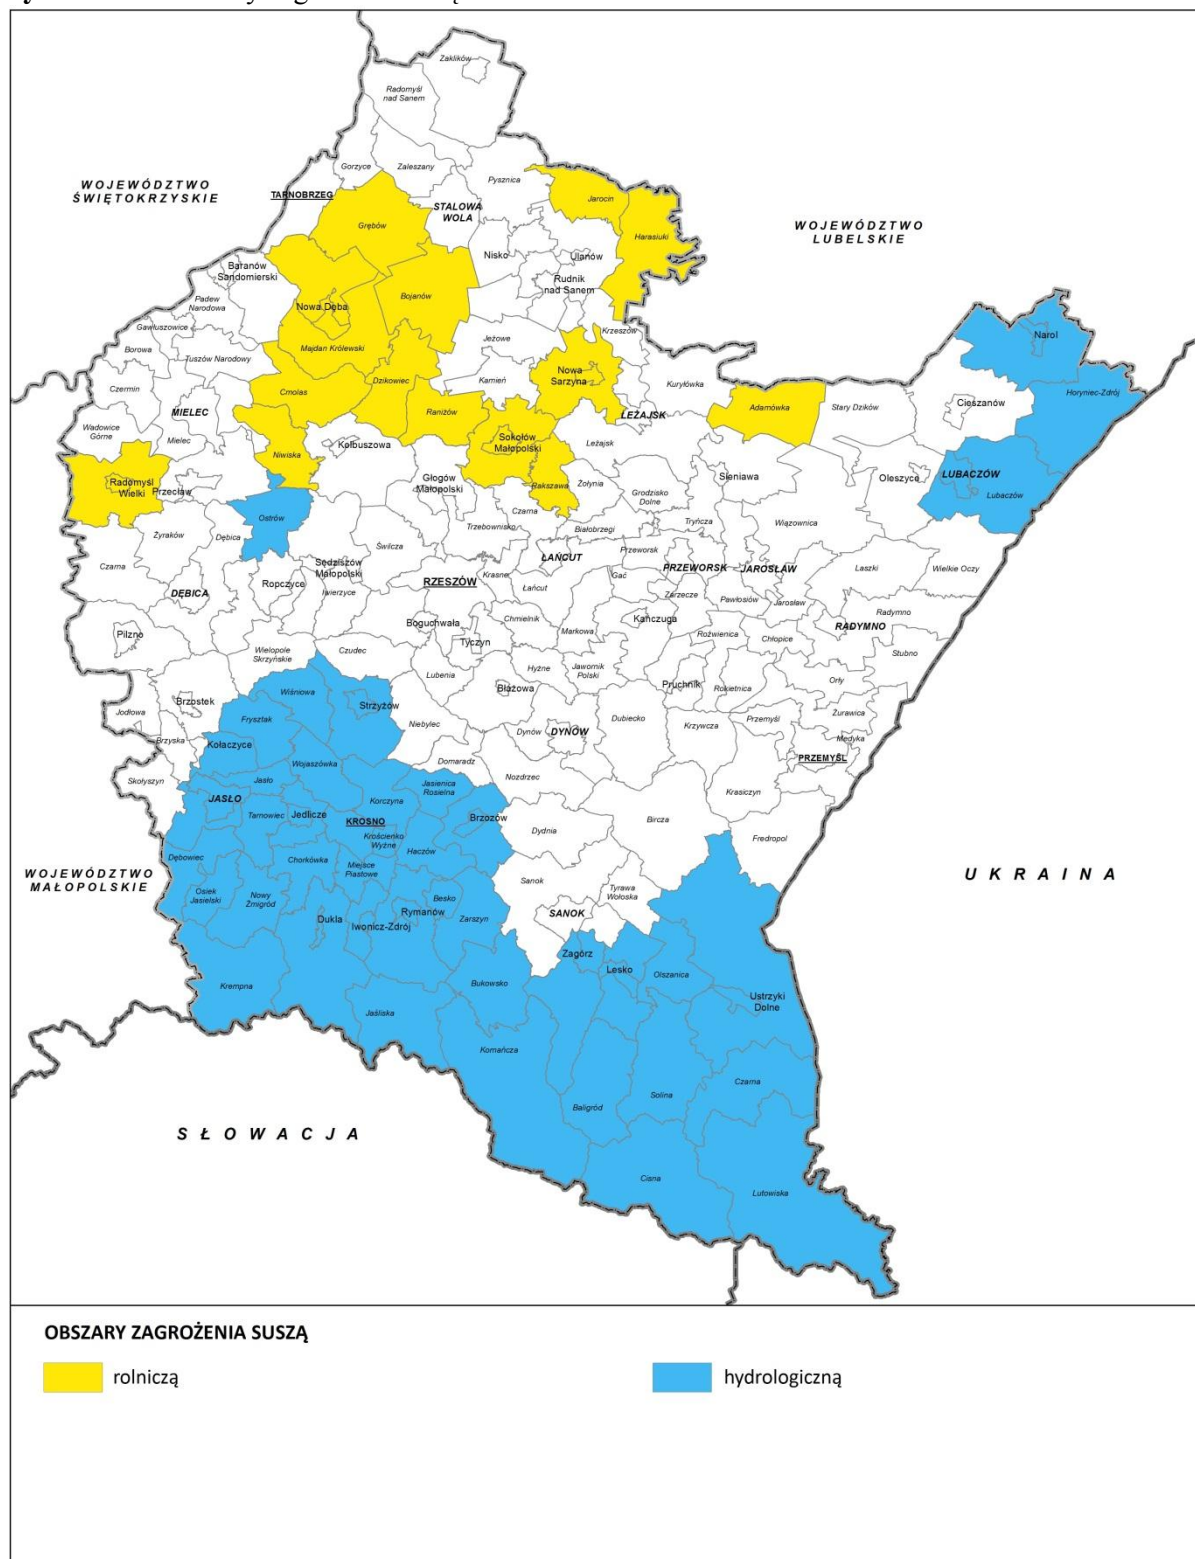 Zaklików
Radomyśl
nad Sanem
Gorzyce
Zaleszany
Pysznica
WOJEWÓDZTWO
ŚWIĘTOKRZYSKIE
TARNOBRZEG
STALOWA
WOLA
Jarocin
Harasiuki
WOJEWÓDZTWO
LUBELSKIE
Grębów
Nisko
Ulanów
Baranów
Sandomierski
Rudnik
nad Sanem
Bojanów
Padew
Narodowa
Nowa Dęba
Gawłuszowice
Krzeszów
Narol
Borowa
Tuszów Narodowy
Majdan Królewski
Jeżowe
Czermin
Cmolas
Dzikowiec
Kamień
Nowa
Sarzyna
Kuryłówka
Horyniec-Zdrój
MIELEC
Raniżów
LEŻAJSK
Adamówka
Stary Dzików
Cieszanów
Wadowice
Górne
Mielec
Kolbuszowa
Sokołów
Małopolski
Leżajsk
Niwiska
Radomyśl
Wielki
Przecław
Głogów
Małopolski
Rakszawa
Żołynia
Sieniawa
Oleszyce
LUBACZÓW
Lubaczów
Grodzisko
Dolne
Ostrów
Czarna
Trzebownisko
Białobrzegi
Tryńcza
Wiązownica
Żyraków
Dębica
Świlcza
Czarna
Sędziszów
Małopolski
ŁAŃCUT
Przeworsk
PRZEWORSK
JAROSŁAW
Laszki
Wielkie Oczy
Ropczyce
Iwierzyce
RZESZÓW
Krasne
Łańcut
Gać
Zarzecze
Pawłosiów
Jarosław
DĘBICA
Radymno
RADYMNO
Boguchwała
Tyczyn
Chmielnik
Markowa
Kańczuga
Roźwienica
Chłopice
Pilzno
Wielopole
Skrzyńskie
Czudec
Stubno
Lubenia
Hyżne
Jawornik
Polski
Pruchnik
Rokietnica
Orły
Wiśniowa
Strzyżów
Błażowa
Brzostek
Żurawica
Jodłowa
Frysztak
Niebylec
Dynów
DYNÓW
Dubiecko
Krzywcza
Przemyśl
Medyka
Brzyska
Kołaczyce
PRZEMYŚL
Wojaszówka
Domaradz
Skołyszyn
Jasło
Nozdrzec
Jasienica
Rosielna
Krasiczyn
JASŁO
Korczyna
Tarnowiec
Jedlicze
KROSNO
Brzozów
Bircza
Krościenko
Wyżne
Dydnia
Fredropol
Haczów
Dębowiec
Chorkówka
Miejsce
Piastowe
WOJEWÓDZTWO
MAŁOPOLSKIE
Sanok
UKRAINA
Osiek
Jasielski
Nowy
Żmigród
Tyrawa
Wołoska
Besko
Rymanów
SANOK
Dukla
Iwonicz-Zdrój
Zarszyn
Zagórz
Lesko
Olszanica
Krempna
Bukowsko
Ustrzyki
Dolne
Jaśliska
Komańcza
Czarna
Solina
Baligród
SŁOWACJA
Cisna
Lutowiska
OBSZARY ZAGROŻENIA SUSZĄ
rolniczą
hydrologiczną